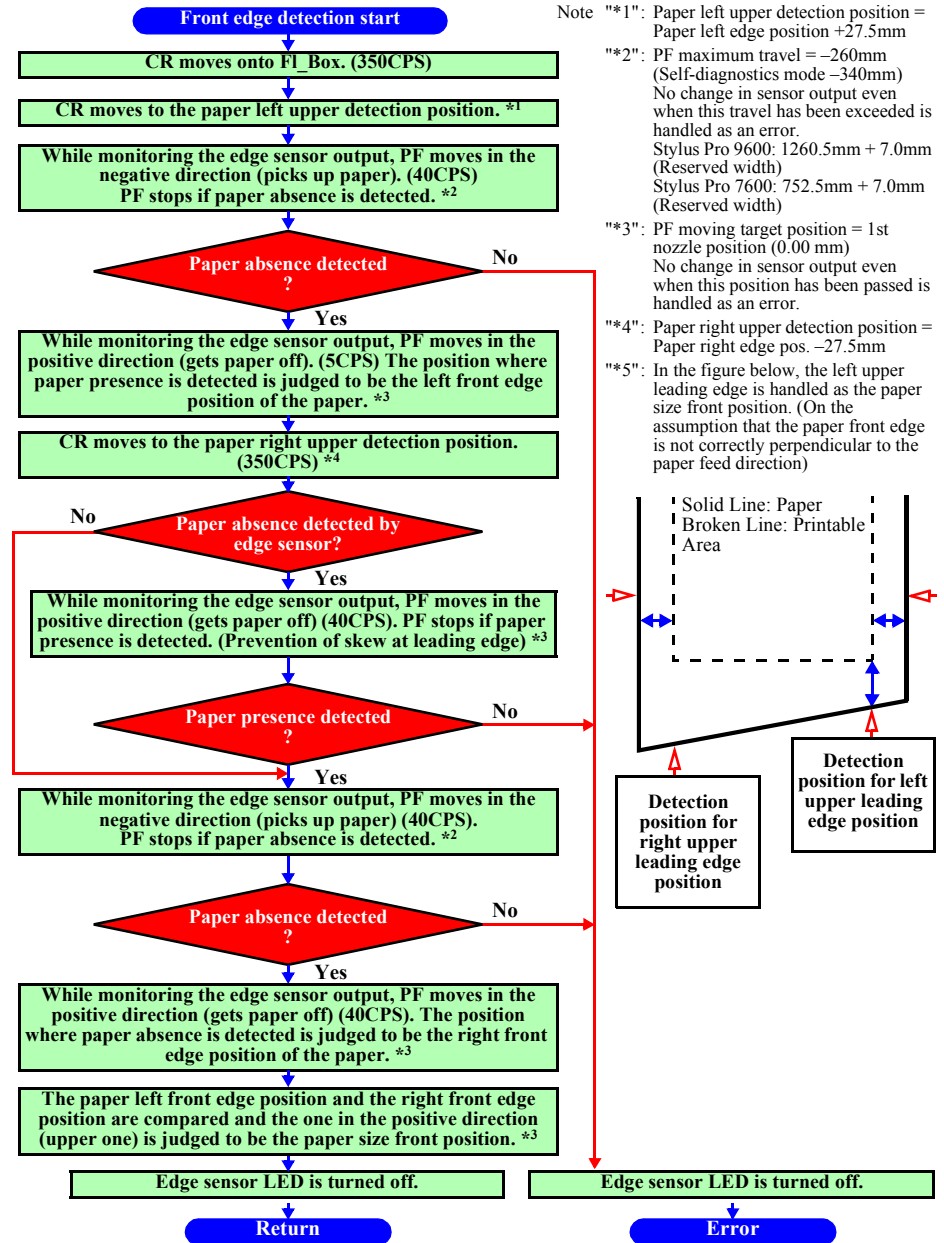 Front edge detection start
CR moves onto Fl_Box. (350CPS)
CR moves to the paper left upper detection position. *1
While monitoring the edge sensor output, PF moves in the
negative direction (picks up paper). (40CPS)
PF stops if paper absence is detected. *2
Paper absence detected
?
No
Yes
While monitoring the edge sensor output, PF moves in the
positive direction (gets paper off). (5CPS) The position where
paper presence is detected is judged to be the left front edge
position of the paper. *3
CR moves to the paper right upper detection position.
(350CPS) *4
No
Paper absence detected by
edge sensor?
Yes
While monitoring the edge sensor output, PF moves in the
positive direction (gets paper off) (40CPS). PF stops if paper
presence is detected. (Prevention of skew at leading edge) *3
Paper presence detected
?
No
Yes
While monitoring the edge sensor output, PF moves in the
negative direction (picks up paper) (40CPS).
PF stops if paper absence is detected. *2
Paper absence detected
?
No
Yes
While monitoring the edge sensor output, PF moves in the
positive direction (gets paper off) (40CPS). The position
where paper absence is detected is judged to be the right front
edge position of the paper. *3
The paper left front edge position and the right front edge
position are compared and the one in the positive direction
(upper one) is judged to be the paper size front position. *3
Edge sensor LED is turned off.
Return
Edge sensor LED is turned off.
Error
Note "*1": Paper left upper detection position =
Paper left edge position +27.5mm
"*2": PF maximum travel = –260mm
(Self-diagnostics mode –340mm)
No change in sensor output even
when this travel has been exceeded is
handled as an error.
Stylus Pro 9600: 1260.5mm + 7.0mm
(Reserved width)
Stylus Pro 7600: 752.5mm + 7.0mm
(Reserved width)
"*3": PF moving target position = 1st
nozzle position (0.00 mm)
No change in sensor output even
when this position has been passed is
handled as an error.
"*4": Paper right upper detection position =
Paper right edge pos. –27.5mm
"*5": In the figure below, the left upper
leading edge is handled as the paper
size front position. (On the
assumption that the paper front edge
is not correctly perpendicular to the
paper feed direction)
Solid Line: Paper
Broken Line: Printable
Area
Detection
position for
right upper
leading edge
position
Detection
position for left
upper leading
edge position